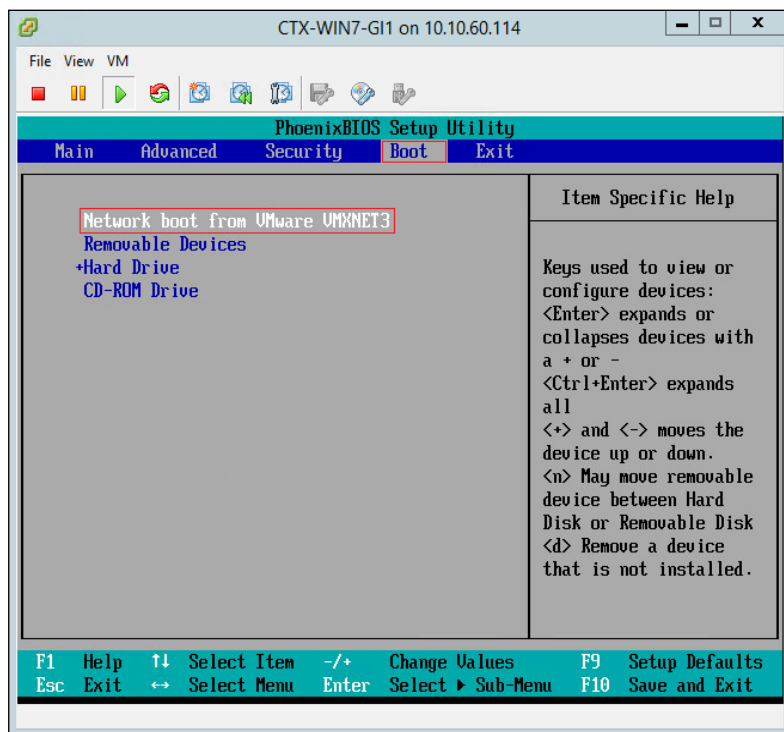 CTX-WIN7-GI1 on 10.10.60.114
File View VM
PhoenixBIOS Setup Utility
Main Advanced Security Boot Exit
Network boot from VMware VMXNET3
Removable Devices
+Hard Drive
CD-ROM Drive
Item Specific Help
Keys used to view or
configure devices:
<Enter> expands or
collapses devices with
a + or -
<Ctrl+Enter> expands
all
<+> and <-> moves the
device up or down.
<n> May move removable
device between Hard
Disk or Removable Disk
<d> Remove a device
that is not installed.
F1 Help ↑↓ Select Item -/+ Change Values F9 Setup Defaults
Esc Exit ↔ Select Menu Enter Select ▶ Sub-Menu F10 Save and Exit